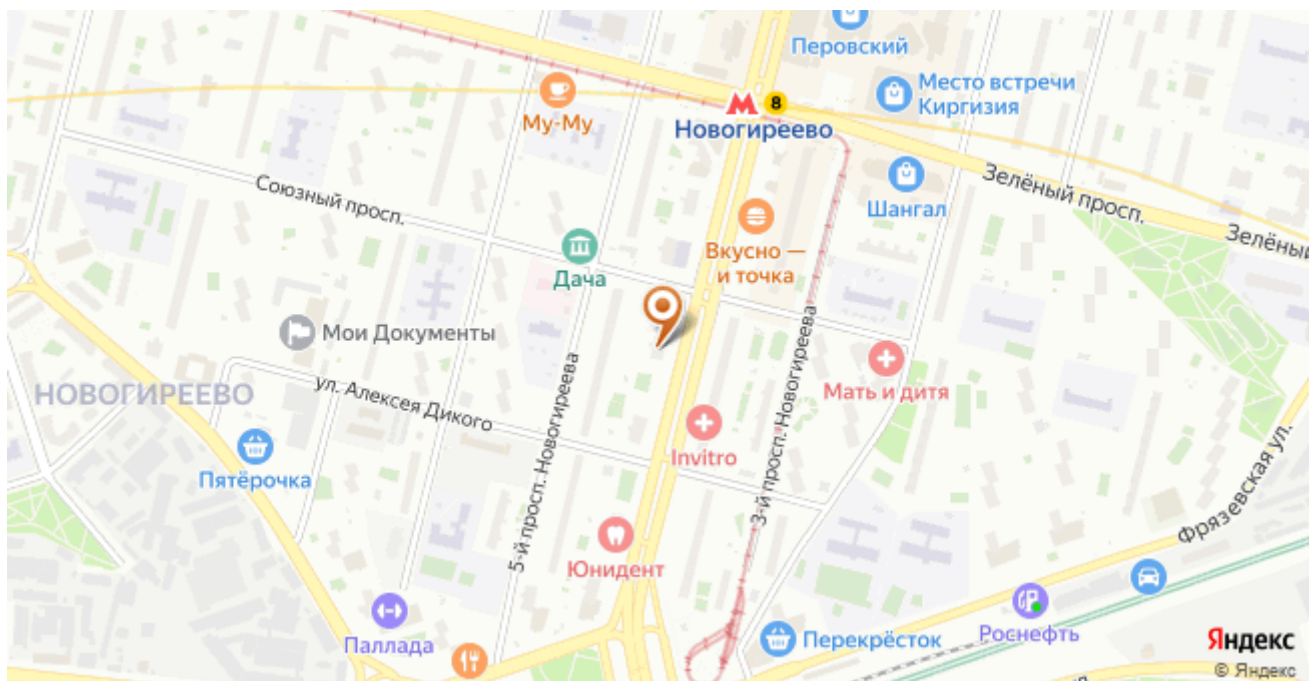 Перовский
Место встречи
Киргизия
Му-Му
8
Новогиреево
Зелёный просп.
Шангал
Зелёный
Союзный просп.
Вкусно —
и точка
Дача
Мои Документы
3-й просп. Новогиреева
Мать и дитя
НОВОГИРЕЕВО
ул. Алексея Дикого
5-й просп. Новогиреева
Invitro
Пятёрочка
Фрязевская ул.
Юнидент
Паллада
Перекрёсток
Роснефть
Яндекс
© Яндекс